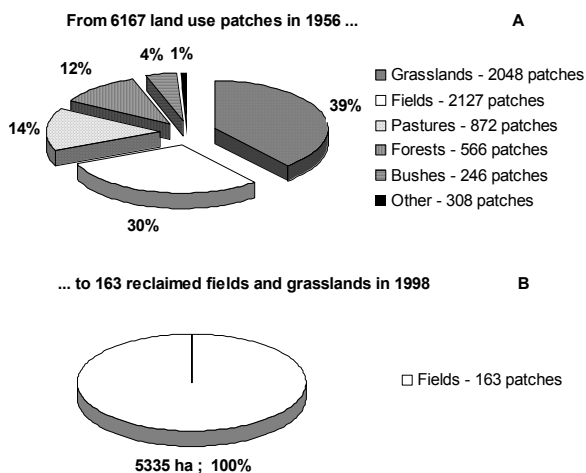 From 6167 land use patches in 1956 ...
A
4%
1%
12%
39%
14%
30%
Grasslands - 2048 patches
Fields - 2127 patches
Pastures - 872 patches
Forests - 566 patches
Bushes - 246 patches
Other - 308 patches
... to 163 reclaimed fields and grasslands in 1998
B
Fields - 163 patches
5335 ha ; 100%